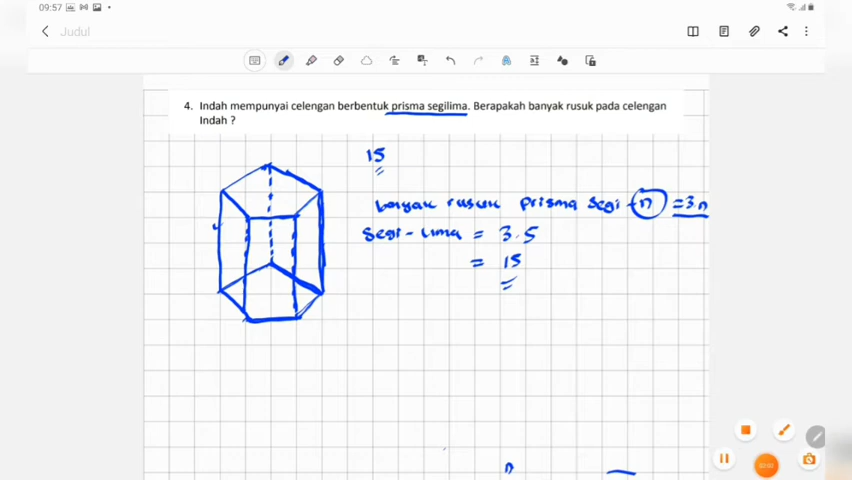 09:57
Judul
4. Indah mempunyai celengan berbentuk prisma segilima. Berapakah banyak rusuk pada celengan
Indah ?
15
banyak rusuk prisma segi-n = 3n
segi-lima = 3.5
= 15
n